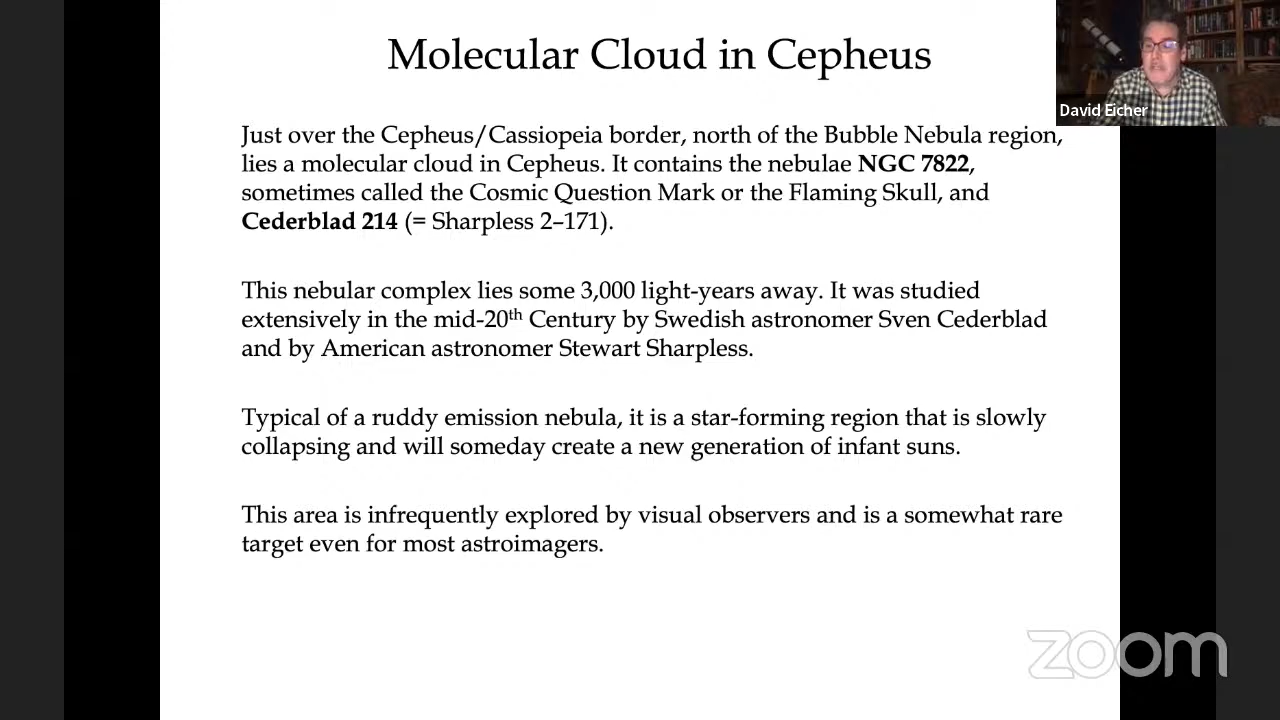 Molecular Cloud in Cepheus
David Eicher
Just over the Cepheus/Cassiopeia border, north of the Bubble Nebula region,
lies a molecular cloud in Cepheus. It contains the nebulae NGC 7822,
sometimes called the Cosmic Question Mark or the Flaming Skull, and
Cederblad 214 (= Sharpless 2–171).
This nebular complex lies some 3,000 light-years away. It was studied
extensively in the mid-20th Century by Swedish astronomer Sven Cederblad
and by American astronomer Stewart Sharpless.
Typical of a ruddy emission nebula, it is a star-forming region that is slowly
collapsing and will someday create a new generation of infant suns.
This area is infrequently explored by visual observers and is a somewhat rare
target even for most astroimagers.
zoom